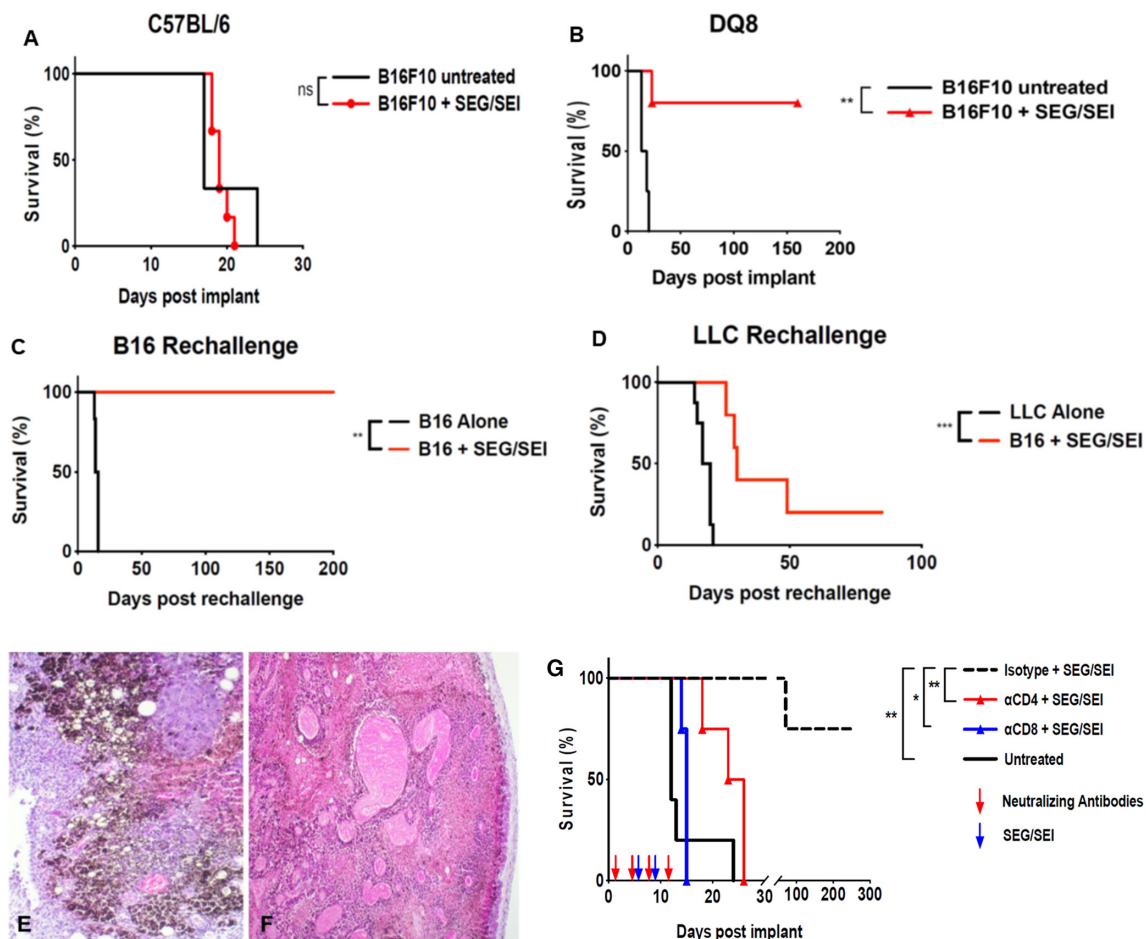 A
C57BL/6
Survival (%)
100
50
0
0 10 20 30
Days post implant
ns
B16F10 untreated
B16F10 + SEG/SEI
B
DQ8
Survival (%)
100
50
0
0 50 100 150 200
Days post implant
**
B16F10 untreated
B16F10 + SEG/SEI
C
B16 Rechallenge
Survival (%)
100
50
0
0 50 100 150 200
Days post rechallenge
**
B16 Alone
B16 + SEG/SEI
D
LLC Rechallenge
Survival (%)
100
50
0
0 50 100
Days post rechallenge
***
LLC Alone
B16 + SEG/SEI
E
F
G
Survival (%)
100
50
0
0 10 20 30 100 200 300
Days post implant
** * **
Isotype + SEG/SEI
αCD4 + SEG/SEI
αCD8 + SEG/SEI
Untreated
Neutralizing Antibodies
SEG/SEI